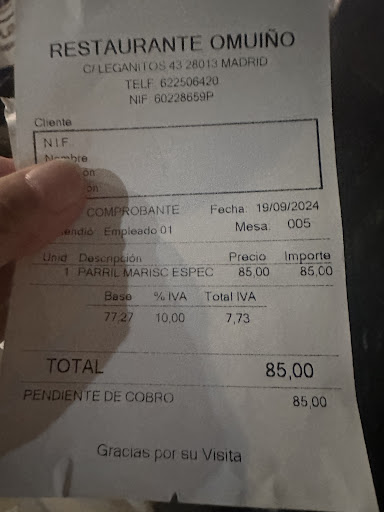 RESTAURANTE OMUIÑO
C/ LEGANITOS 43 28013 MADRID
TELF. 622506420
NIF: 60228659P
Cliente
N.I.F.
Nombre
COMPROBANTE Fecha: 19/09/2024
Empleado 01 Mesa: 005
Unid Descripción Precio Importe
1 PARRIL MARISC ESPEC 85,00 85,00
Base % IVA Total IVA
77,27 10,00 7,73
TOTAL 85,00
PENDIENTE DE COBRO 85,00
Gracias por su Visita